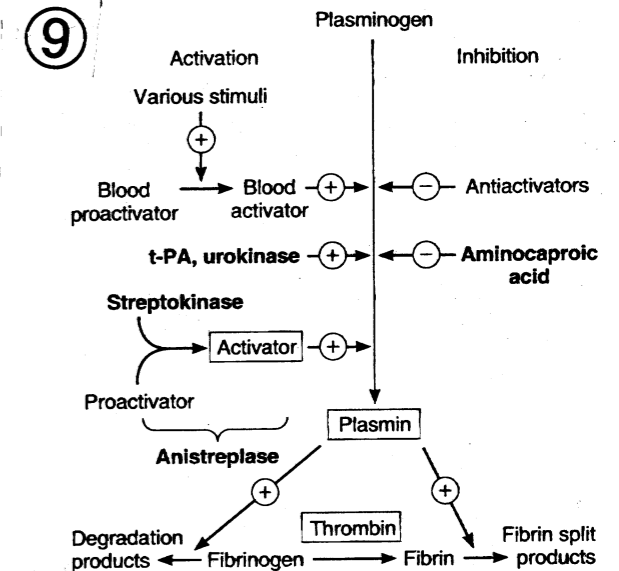 9
Plasminogen
Activation
Inhibition
Various stimuli
+
Blood
proactivator
Blood
activator
+
−
Antiactivators
t-PA, urokinase
+
−
Aminocaproic
acid
Streptokinase
Activator
+
Proactivator
Plasmin
Anistreplase
+
+
Thrombin
Degradation
products
Fibrinogen
Fibrin
Fibrin split
products